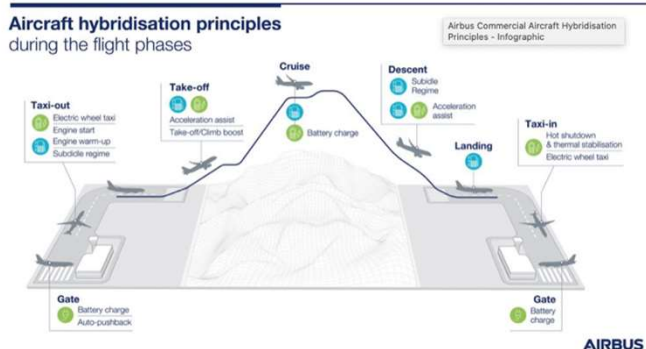 Aircraft hybridisation principles
during the flight phases
Airbus Commercial Aircraft Hybridisation
Principles - Infographic
Taxi-out
Electric wheel taxi
Engine start
Engine warm-up
Subdidle regime
Take-off
Acceleration assist
Take-off/Climb boost
Cruise
Battery charge
Descent
Subidle
Regime
Acceleration
assist
Landing
Taxi-in
Hot shutdown
& thermal stabilisation
Electric wheel taxi
Gate
Battery charge
Auto-pushback
Gate
Battery
charge
AIRBUS